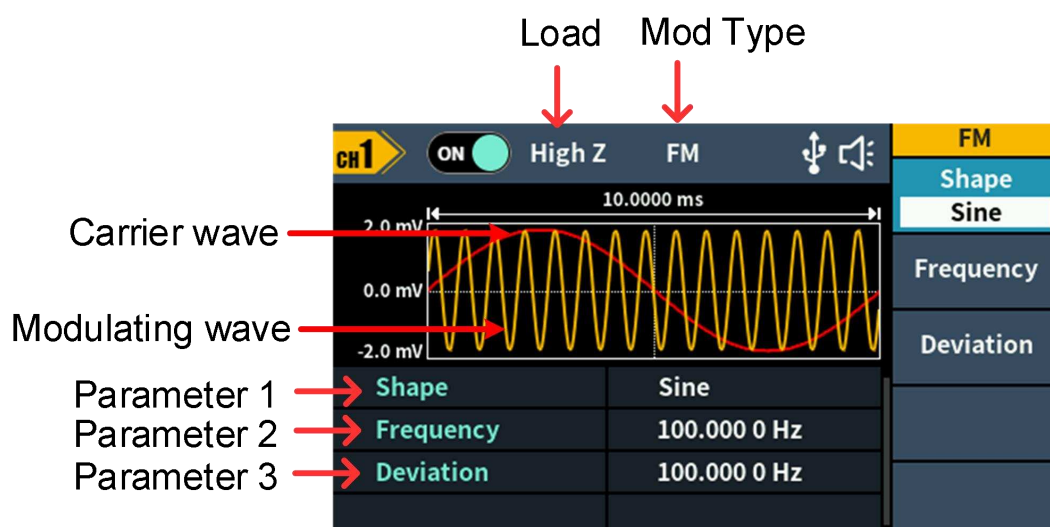 Load Mod Type
CH1 ON High Z FM
FM
Shape
Sine
Frequency
Deviation
10.0000 ms
2.0 mV
0.0 mV
-2.0 mV
Carrier wave
Modulating wave
Parameter 1 Shape Sine
Parameter 2 Frequency 100.000 0 Hz
Parameter 3 Deviation 100.000 0 Hz